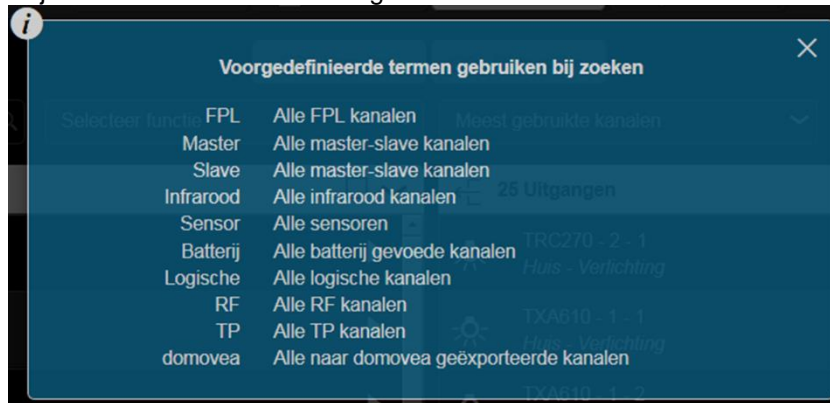 i
Voorgedefinieerde termen gebruiken bij zoeken
FPL Alle FPL kanalen
Master Alle master-slave kanalen
Slave Alle master-slave kanalen
Infrarood Alle infrarood kanalen
Sensor Alle sensoren
Batterij Alle batterij gevoede kanalen
Logische Alle logische kanalen
RF Alle RF kanalen
TP Alle TP kanalen
domovea Alle naar domovea geëxporteerde kanalen
Selecteer functie
Meest gebruikte kanalen
25 Uitgangen
TRC270 - 2 - 1
Huis - Verlichting
TXA610 - 1 - 1
Huis - Verlichting
TXA610 - 1 - 2